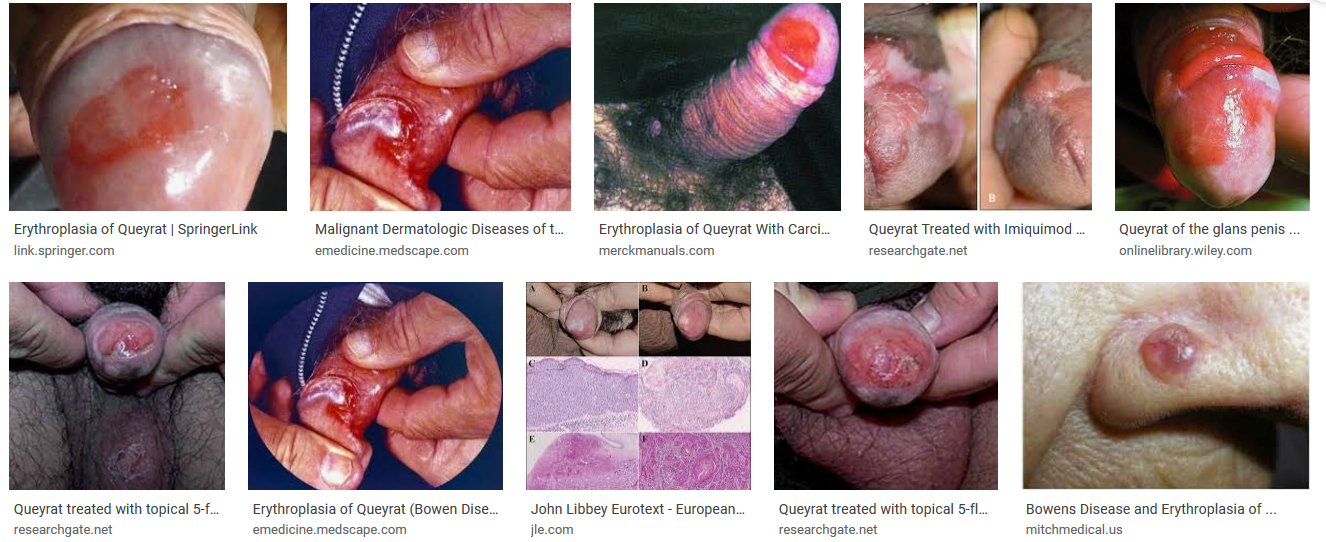 B
Erythroplasia of Queyrat | SpringerLink
link.springer.com
Malignant Dermatologic Diseases of t...
emedicine.medscape.com
Erythroplasia of Queyrat With Carci...
merckmanuals.com
Queyrat Treated with Imiquimod ...
researchgate.net
Queyrat of the glans penis ...
onlinelibrary.wiley.com
A
B
C
D
E
F
Queyrat treated with topical 5-f...
researchgate.net
Erythroplasia of Queyrat (Bowen Dise...
emedicine.medscape.com
John Libbey Eurotext - European...
jle.com
Queyrat treated with topical 5-fl...
researchgate.net
Bowens Disease and Erythroplasia of ...
mitchmedical.us